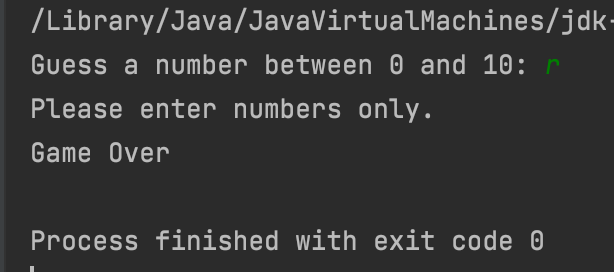 /Library/Java/JavaVirtualMachines/jdk-
Guess a number between 0 and 10: r
Please enter numbers only.
Game Over
Process finished with exit code 0